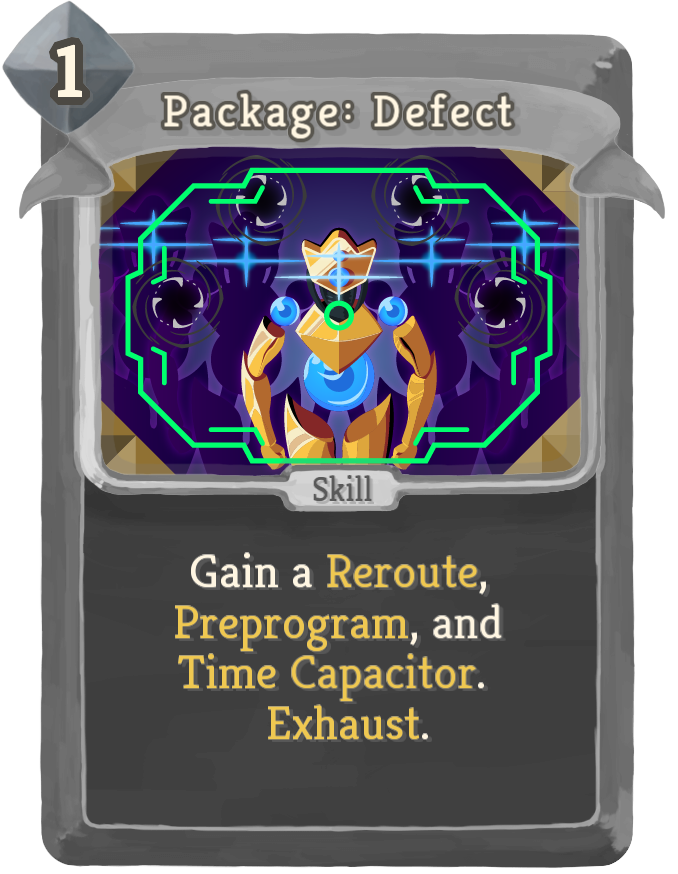 1
Package: Defect
Skill
Gain a Reroute,
Preprogram, and
Time Capacitor.
Exhaust.